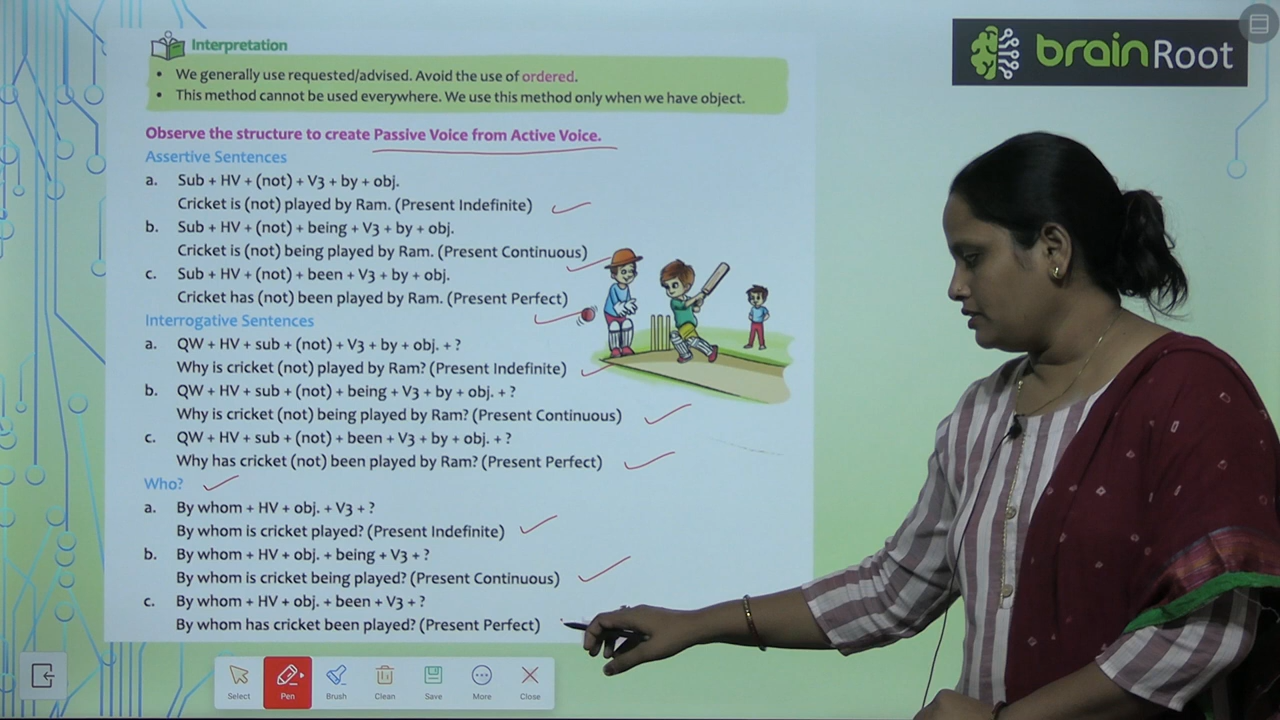 Interpretation
• We generally use requested/advised. Avoid the use of ordered.
• This method cannot be used everywhere. We use this method only when we have object.
Observe the structure to create Passive Voice from Active Voice.
Assertive Sentences
a. Sub + HV + (not) + V3 + by + obj.
Cricket is (not) played by Ram. (Present Indefinite)
b. Sub + HV + (not) + being + V3 + by + obj.
Cricket is (not) being played by Ram. (Present Continuous)
c. Sub + HV + (not) + been + V3 + by + obj.
Cricket has (not) been played by Ram. (Present Perfect)
Interrogative Sentences
a. QW + HV + sub + (not) + V3 + by + obj. + ?
Why is cricket (not) played by Ram? (Present Indefinite)
b. QW + HV + sub + (not) + being + V3 + by + obj. + ?
Why is cricket (not) being played by Ram? (Present Continuous)
c. QW + HV + sub + (not) + been + V3 + by + obj. + ?
Why has cricket (not) been played by Ram? (Present Perfect)
Who?
a. By whom + HV + obj. + V3 + ?
By whom is cricket played? (Present Indefinite)
b. By whom + HV + obj. + being + V3 + ?
By whom is cricket being played? (Present Continuous)
c. By whom + HV + obj. + been + V3 + ?
By whom has cricket been played? (Present Perfect)
brainRoot
Select Pen Brush Clean Save More Close